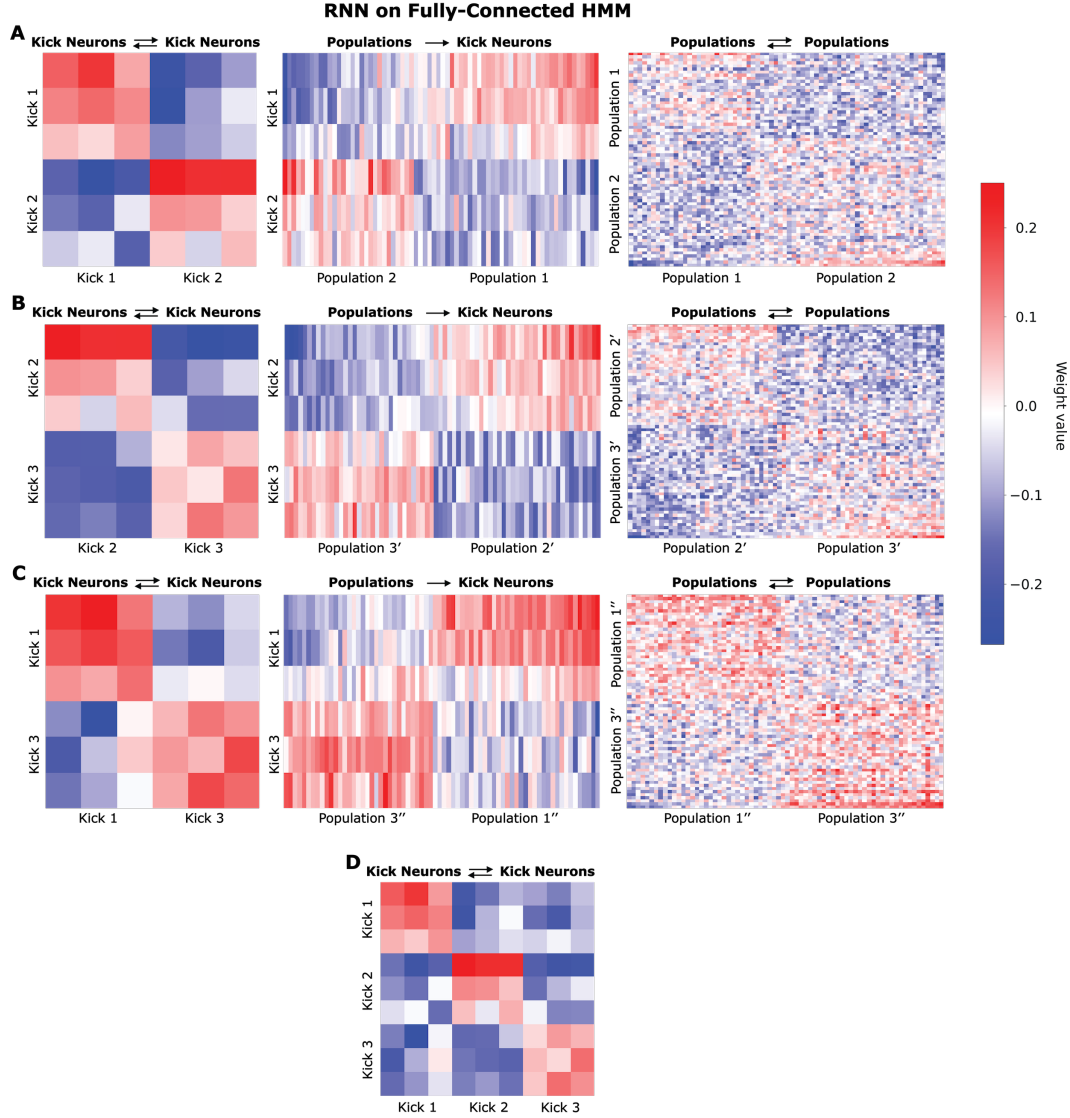 RNN on Fully-Connected HMM
A
Kick Neurons ⇌ Kick Neurons
Populations → Kick Neurons
Populations ⇌ Populations
Kick 1
Kick 2
Kick 1 Kick 2
Population 2 Population 1
Population 1
Population 2
Population 1 Population 2
B
Kick Neurons ⇌ Kick Neurons
Populations → Kick Neurons
Populations ⇌ Populations
Kick 2
Kick 3
Kick 2 Kick 3
Kick 2
Kick 3
Population 3′ Population 2′
Population 2′
Population 3′
Population 2′ Population 3′
C
Kick Neurons ⇌ Kick Neurons
Populations → Kick Neurons
Populations ⇌ Populations
Kick 1
Kick 3
Kick 1 Kick 3
Kick 1
Kick 3
Population 3′′ Population 1′′
Population 1′′
Population 3′′
Population 1′′ Population 3′′
D
Kick Neurons ⇌ Kick Neurons
Kick 1
Kick 2
Kick 3
Kick 1 Kick 2 Kick 3
0.2
0.1
0.0
−0.1
−0.2
Weight value
Kick 1
Kick 2